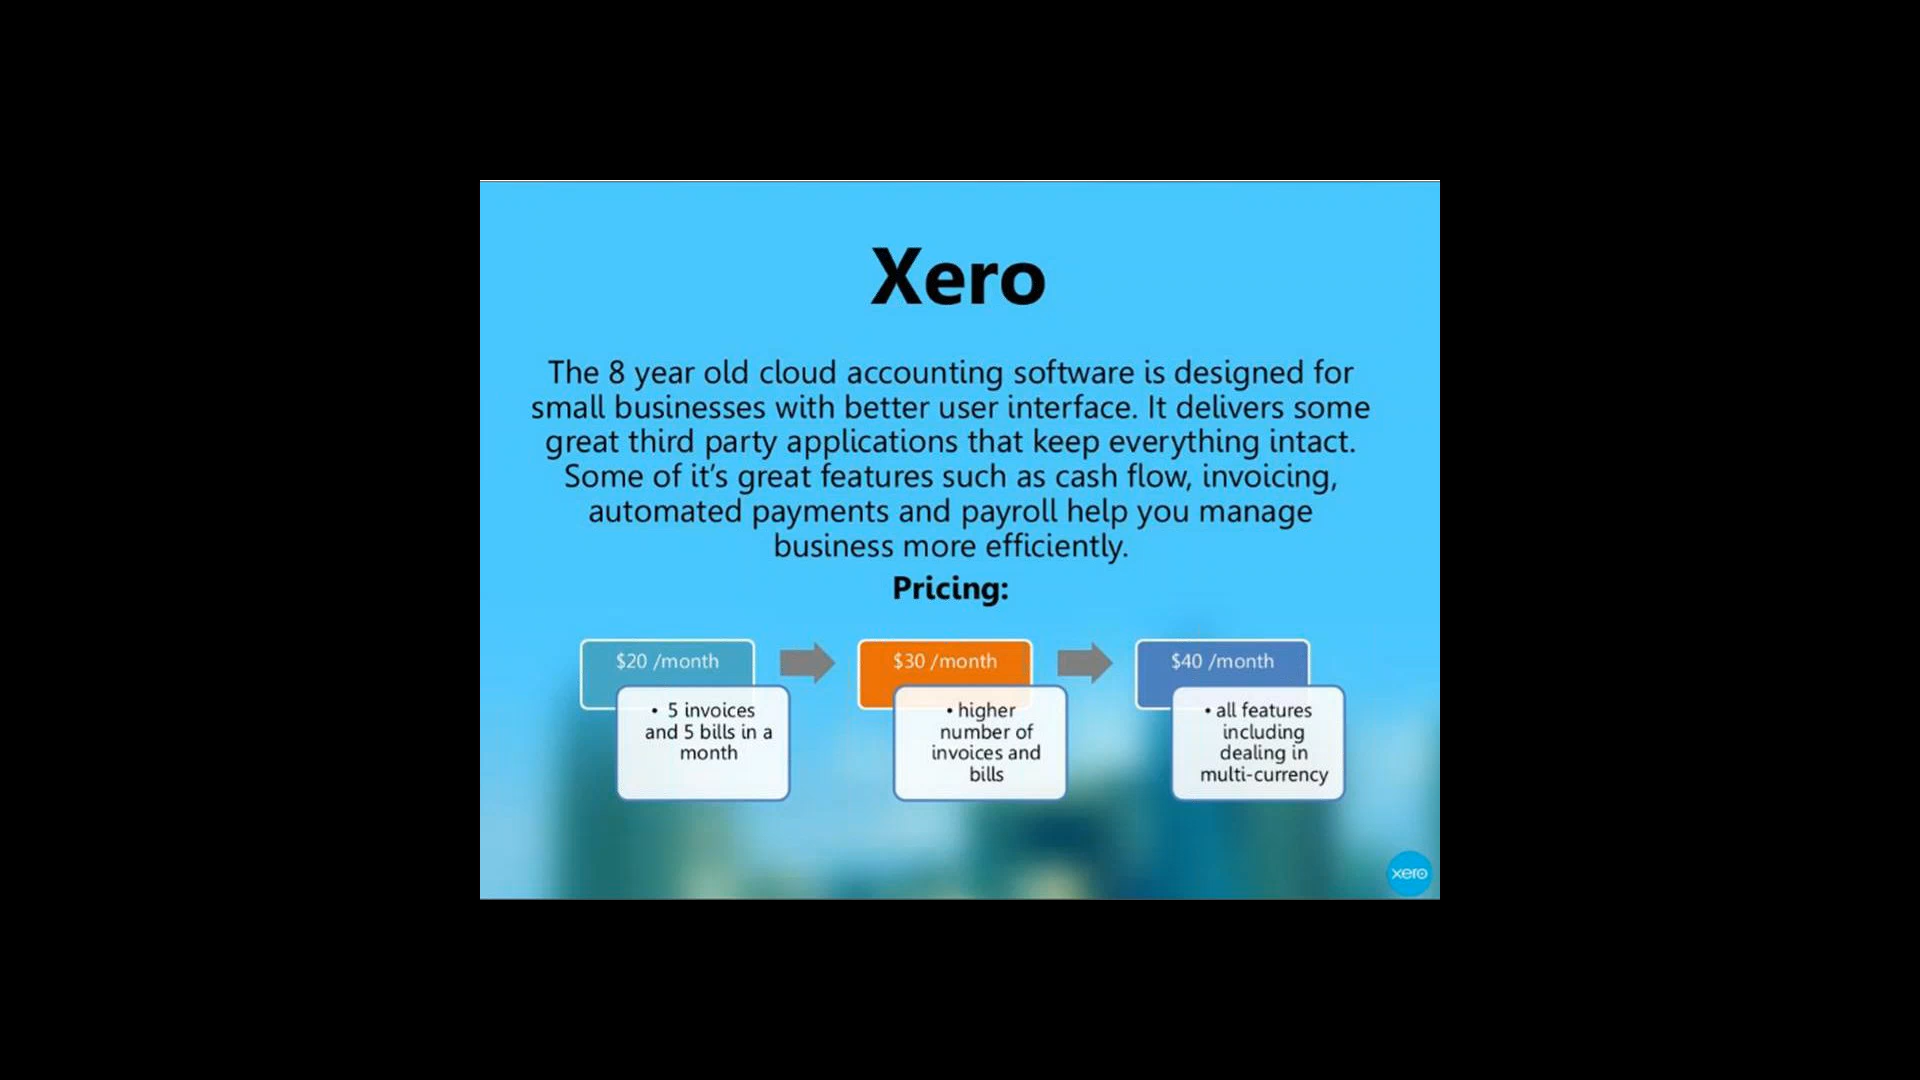 Xero
The 8 year old cloud accounting software is designed for
small businesses with better user interface. It delivers some
great third party applications that keep everything intact.
Some of it’s great features such as cash flow, invoicing,
automated payments and payroll help you manage
business more efficiently.
Pricing:
$20 /month
• 5 invoices
and 5 bills in a
month
$30 /month
• higher
number of
invoices and
bills
$40 /month
• all features
including
dealing in
multi-currency
xero